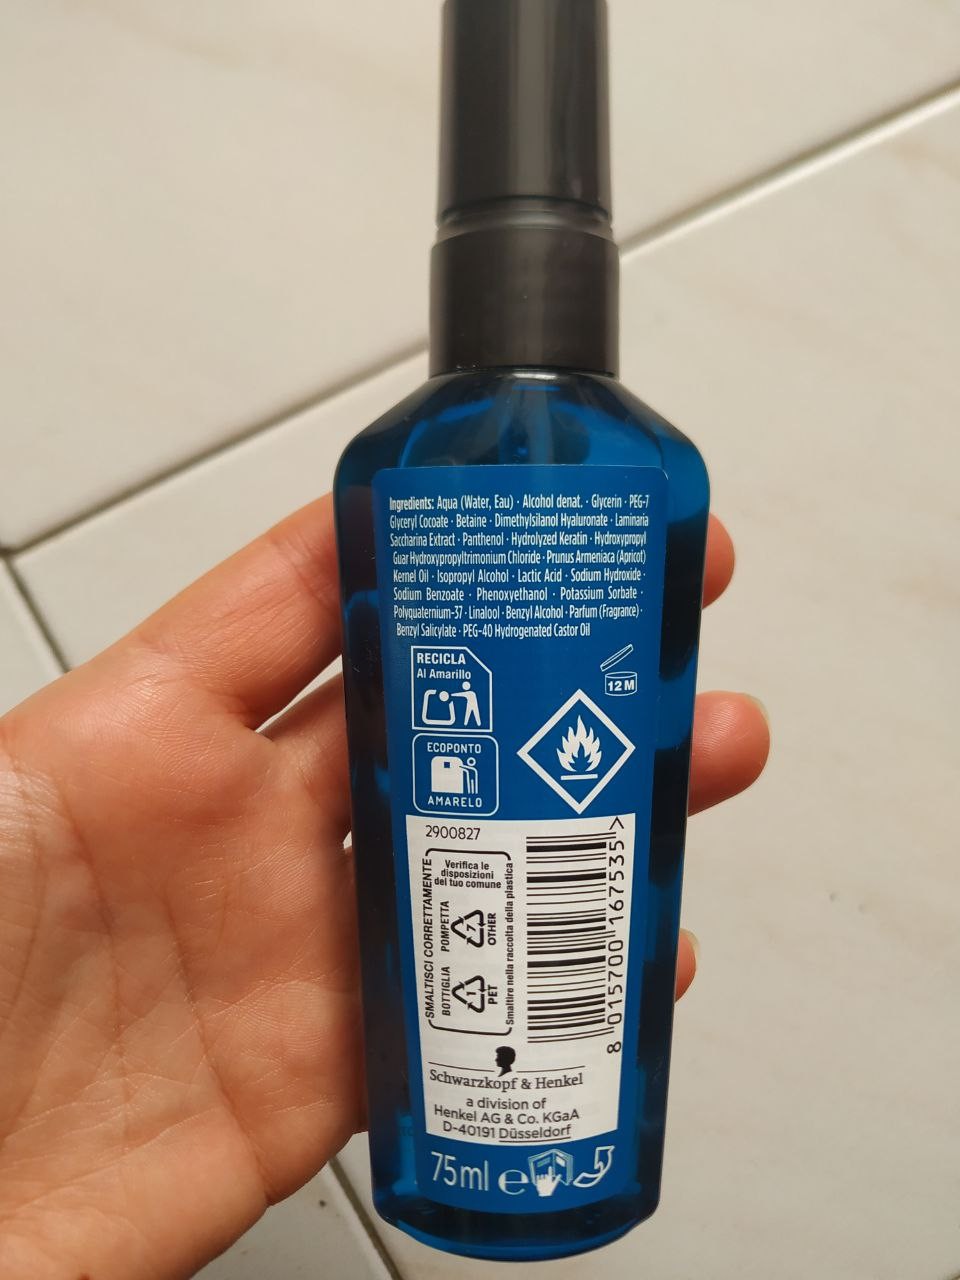 Ingredients: Aqua (Water, Eau) · Alcohol denat. · Glycerin · PEG-7
Glyceryl Cocoate · Betaine · Dimethylsilanol Hyaluronate · Laminaria
Saccharina Extract · Panthenol · Hydrolyzed Keratin · Hydroxypropyl
Guar Hydroxypropyltrimonium Chloride · Prunus Armeniaca (Apricot)
Kernel Oil · Isopropyl Alcohol · Lactic Acid · Sodium Hydroxide ·
Sodium Benzoate · Phenoxyethanol · Potassium Sorbate ·
Polyquaternium-37 · Linalool · Benzyl Alcohol · Parfum (Fragrance) ·
Benzyl Salicylate · PEG-40 Hydrogenated Castor Oil
RECICLA
Al Amarillo
12 M
ECOPONTO
AMARELO
2900827
SMALTISCI CORRETTAMENTE
Verifica le
disposizioni
del tuo comune
POMPETTA
7
OTHER
BOTTIGLIA
1
PET
Smaltire nella raccolta della plastica
8 015700 167535 >
Schwarzkopf & Henkel
a division of
Henkel AG & Co. KGaA
D-40191 Düsseldorf
75ml e